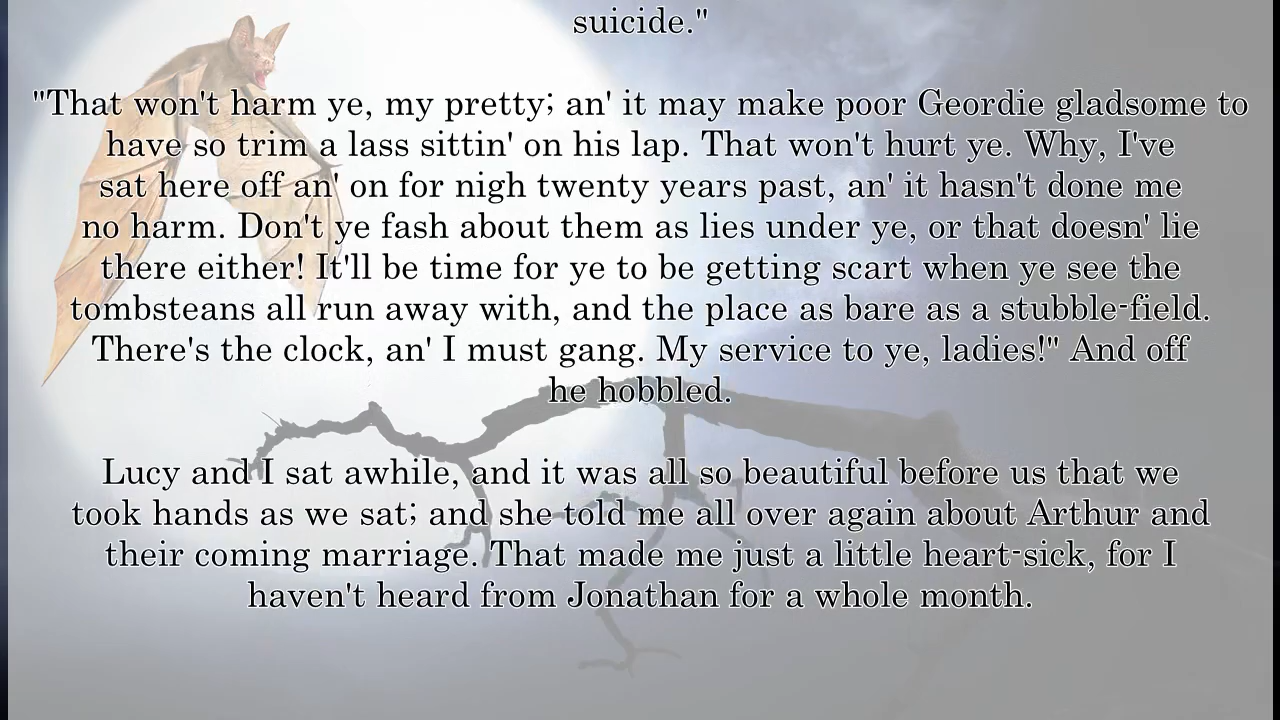 suicide."
"That won't harm ye, my pretty; an' it may make poor Geordie gladsome to
have so trim a lass sittin' on his lap. That won't hurt ye. Why, I've
sat here off an' on for nigh twenty years past, an' it hasn't done me
no harm. Don't ye fash about them as lies under ye, or that doesn' lie
there either! It'll be time for ye to be getting scart when ye see the
tombsteans all run away with, and the place as bare as a stubble-field.
There's the clock, an' I must gang. My service to ye, ladies!" And off
he hobbled.
Lucy and I sat awhile, and it was all so beautiful before us that we
took hands as we sat; and she told me all over again about Arthur and
their coming marriage. That made me just a little heart-sick, for I
haven't heard from Jonathan for a whole month.